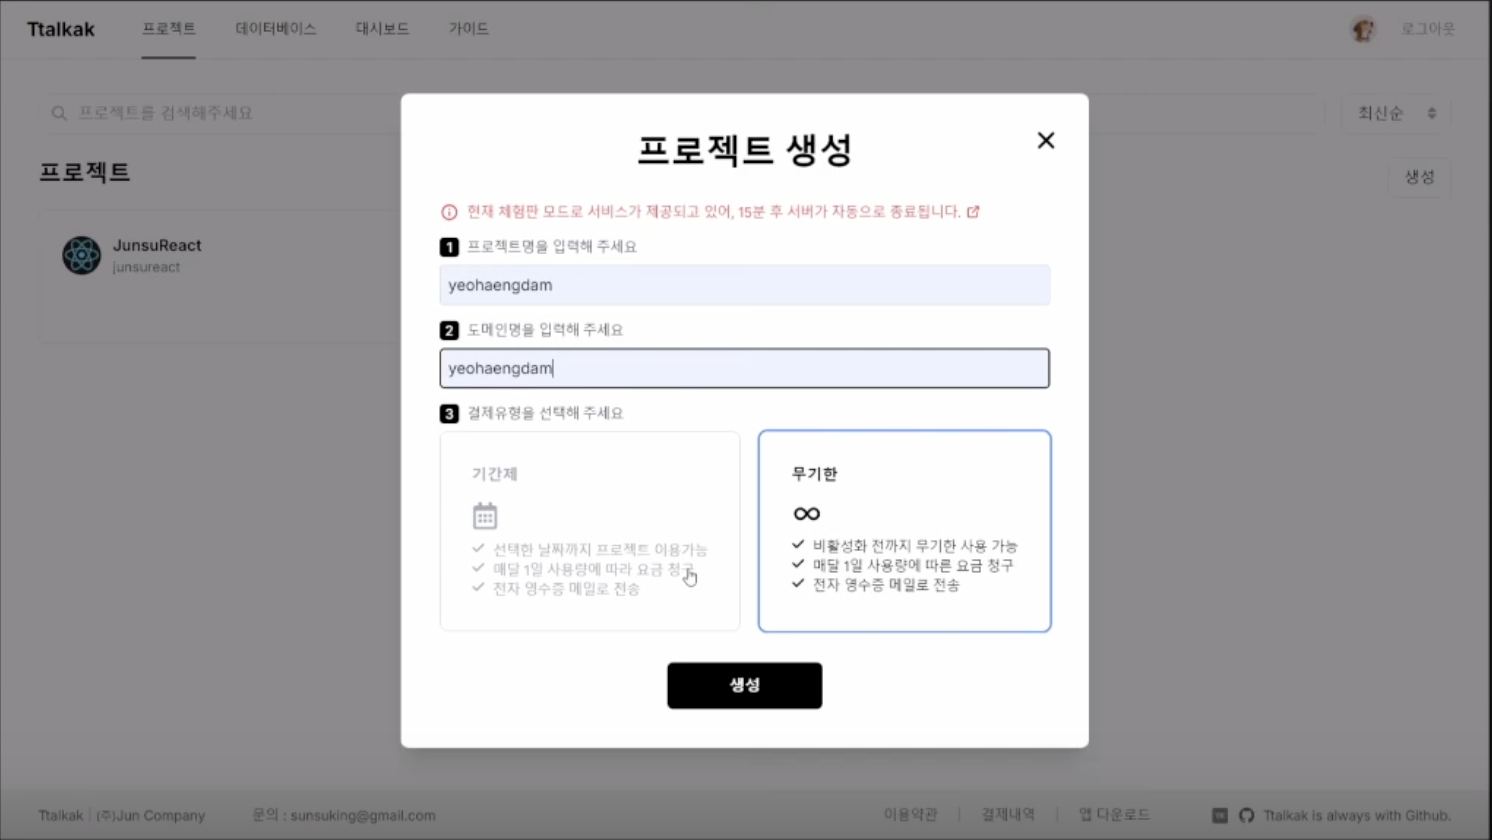 Ttalkak 프로젝트 데이터베이스 대시보드 가이드 로그아웃
프로젝트를 검색해주세요 최신순
프로젝트 생성
JunsuReact
junsureact
프로젝트 생성
현재 체험판 모드로 서비스가 제공되고 있어, 15분 후 서버가 자동으로 종료됩니다.
1 프로젝트명을 입력해 주세요
yeohaengdam
2 도메인명을 입력해 주세요
yeohaengdam
3 결제유형을 선택해 주세요
기간제
선택한 날짜까지 프로젝트 이용가능
매달 1일 사용량에 따라 요금 청구
전자 영수증 메일로 전송
무기한
비활성화 전까지 무기한 사용 가능
매달 1일 사용량에 따른 요금 청구
전자 영수증 메일로 전송
생성
Ttalkak | (주)Jun Company 문의 : sunsuking@gmail.com 이용약관 | 결제내역 | 앱 다운로드 Ttalkak is always with Github.